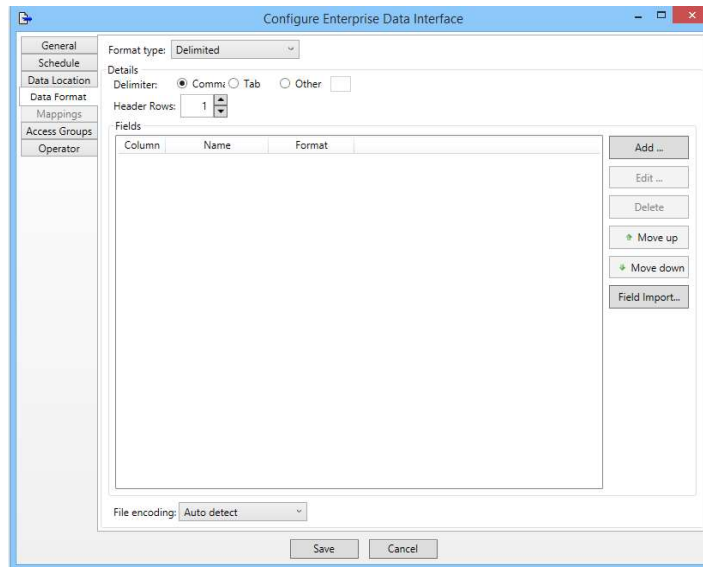 Configure Enterprise Data Interface
General
Schedule
Data Location
Data Format
Mappings
Access Groups
Operator
Format type: Delimited
Details
Delimiter: Comma Tab Other
Header Rows: 1
Fields
Column Name Format
Add ...
Edit ...
Delete
Move up
Move down
Field Import...
File encoding: Auto detect
Save Cancel